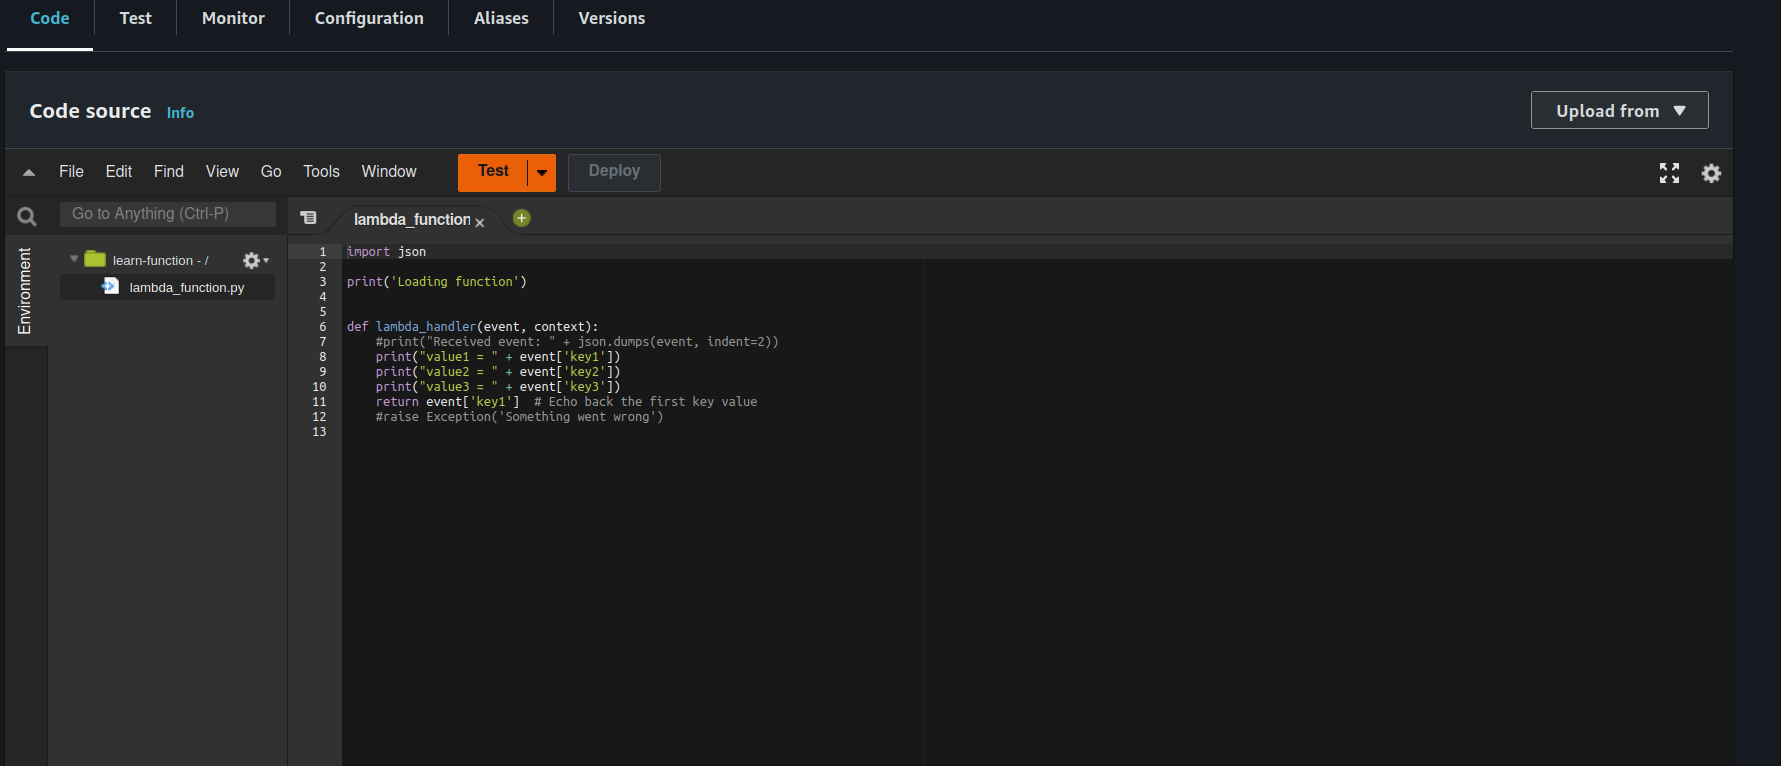 Code Test Monitor Configuration Aliases Versions
Code source Info Upload from
File Edit Find View Go Tools Window Test Deploy
Go to Anything (Ctrl-P)
Environment
learn-function - /
lambda_function.py
lambda_function
1 import json
2
3 print('Loading function')
4
5
6 def lambda_handler(event, context):
7     #print("Received event: " + json.dumps(event, indent=2))
8     print("value1 = " + event['key1'])
9     print("value2 = " + event['key2'])
10     print("value3 = " + event['key3'])
11     return event['key1']  # Echo back the first key value
12     #raise Exception('Something went wrong')
13